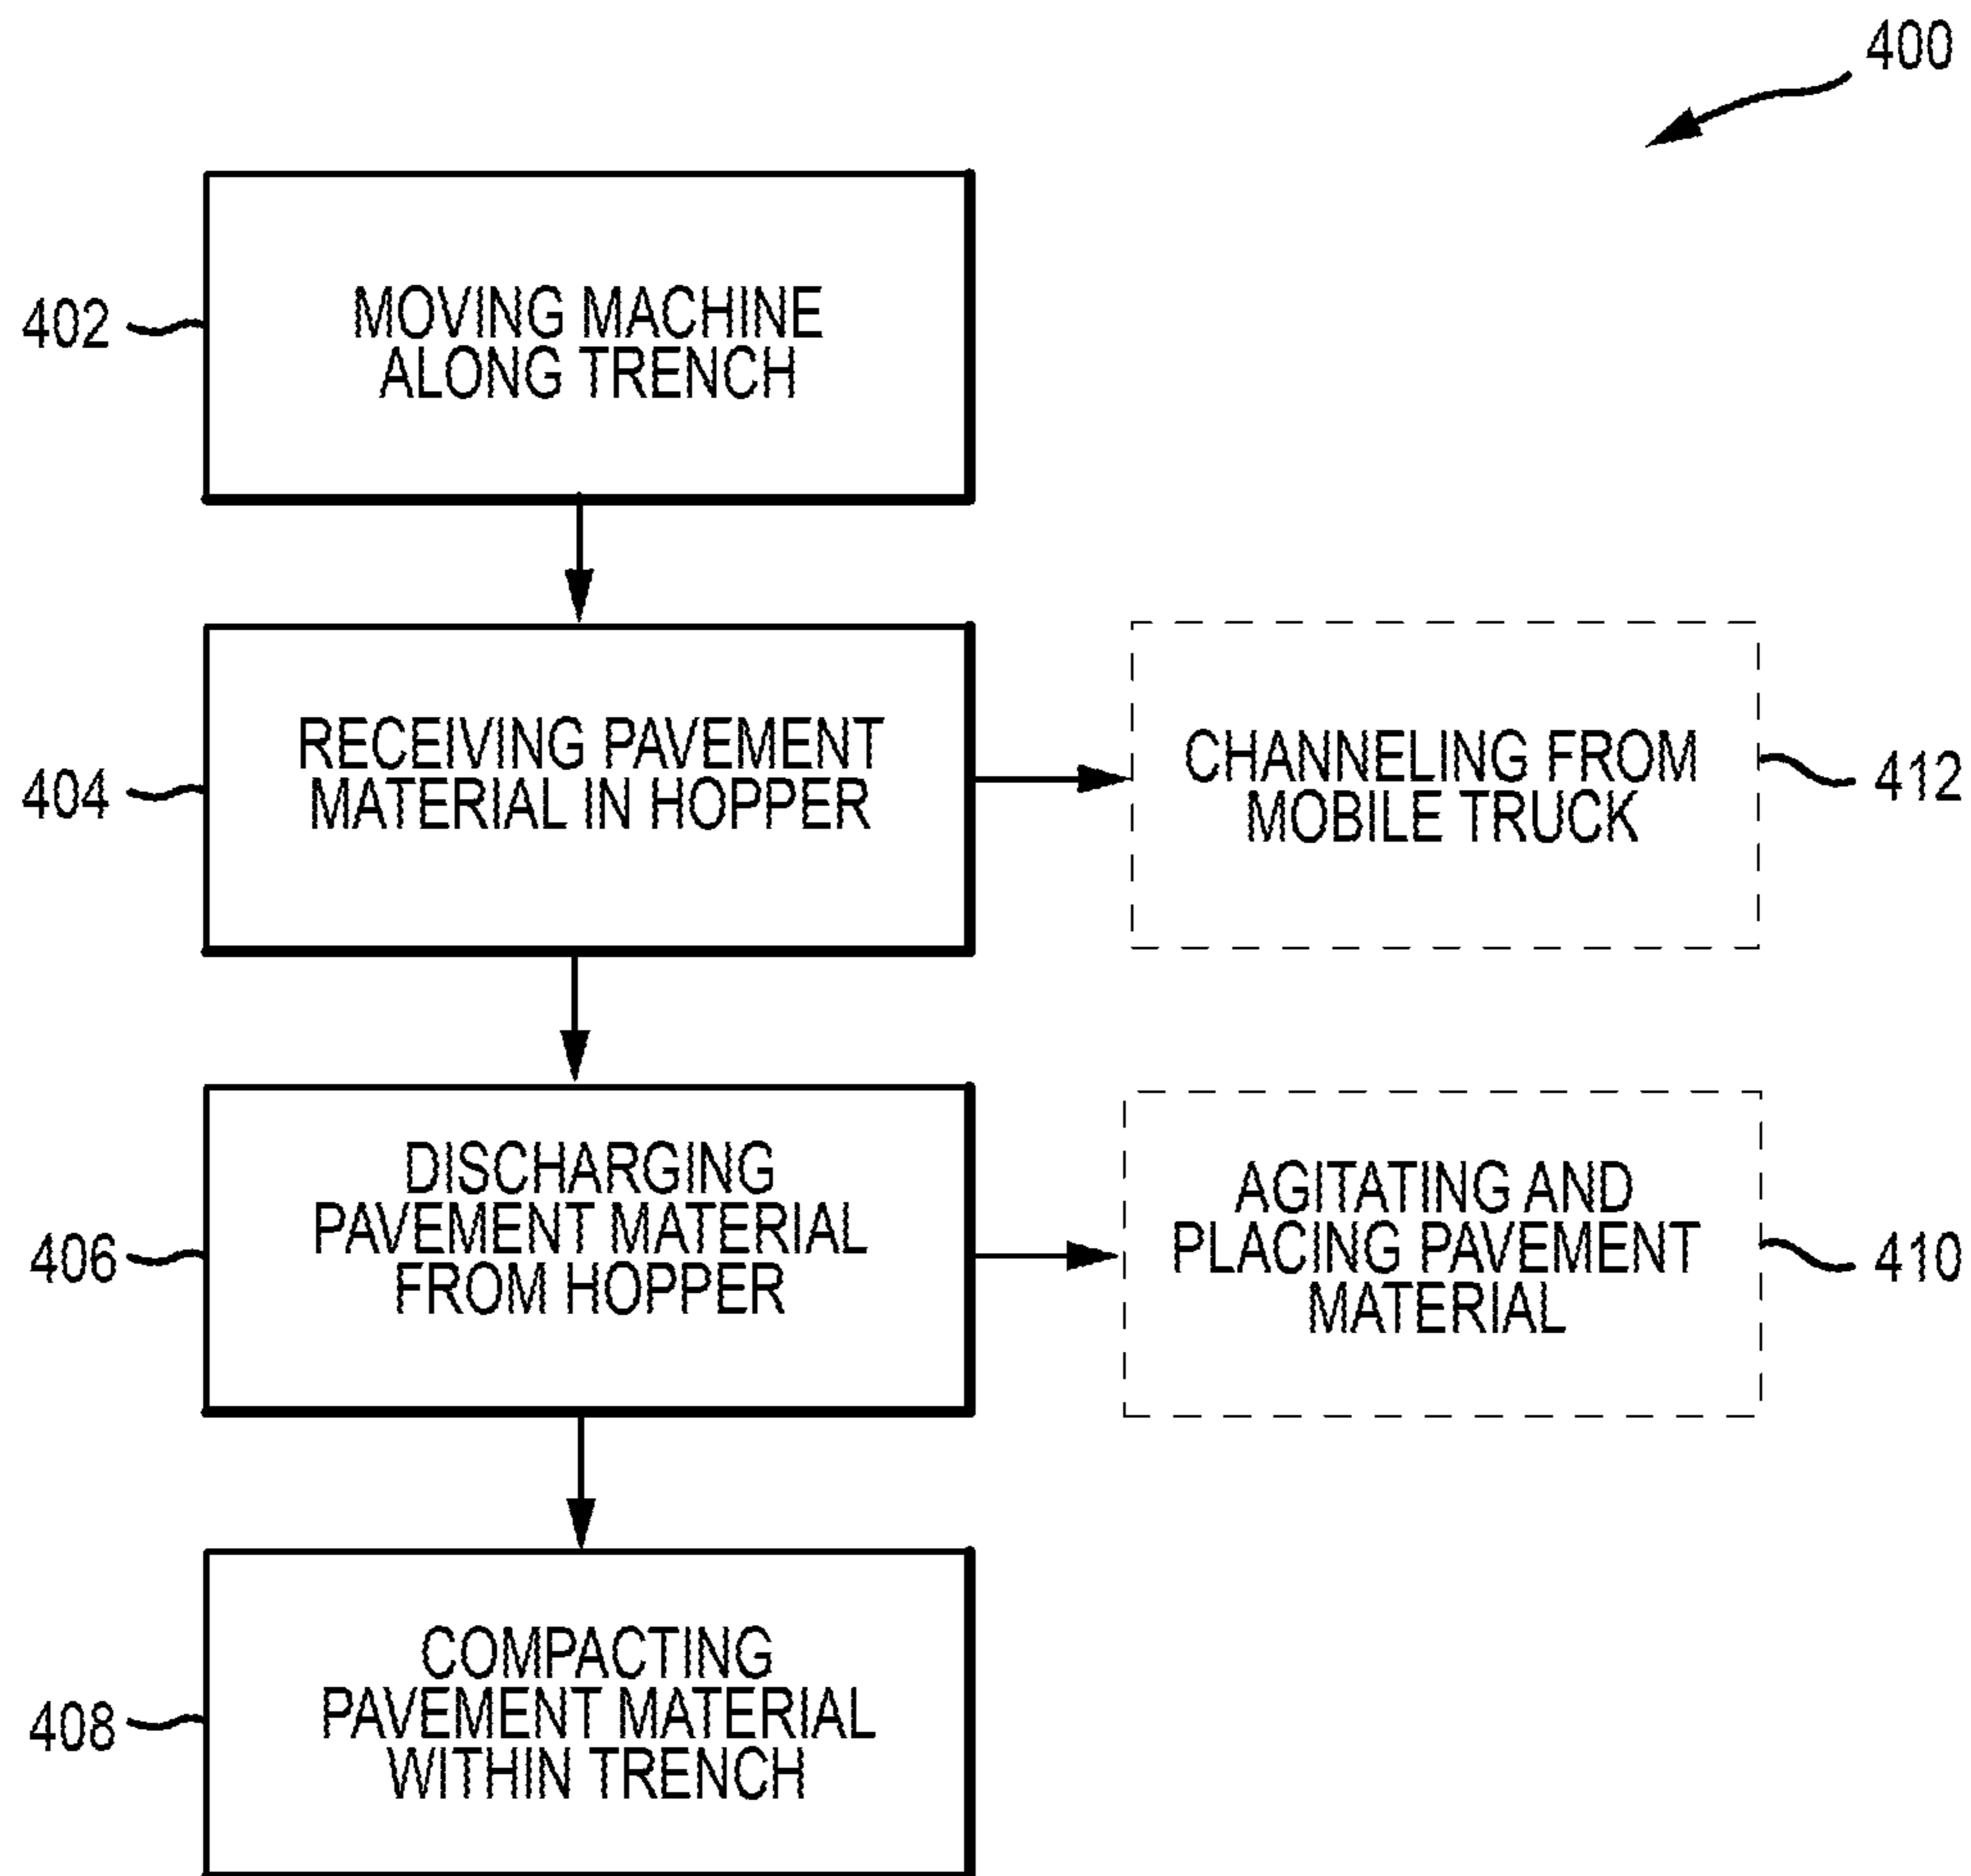 400
402
MOVING MACHINE
ALONG TRENCH
404
RECEIVING PAVEMENT
MATERIAL IN HOPPER
CHANNELING FROM
MOBILE TRUCK
412
406
DISCHARGING
PAVEMENT MATERIAL
FROM HOPPER
AGITATING AND
PLACING PAVEMENT
MATERIAL
410
408
COMPACTING
PAVEMENT MATERIAL
WITHIN TRENCH